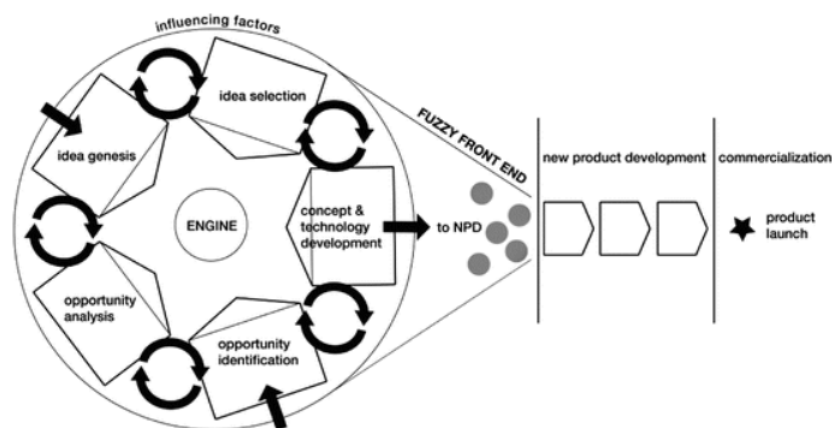 influencing factors
idea selection
idea genesis
ENGINE
concept &
technology
development
opportunity
analysis
opportunity
identification
to NPD
FUZZY FRONT END
new product development
commercialization
product
launch